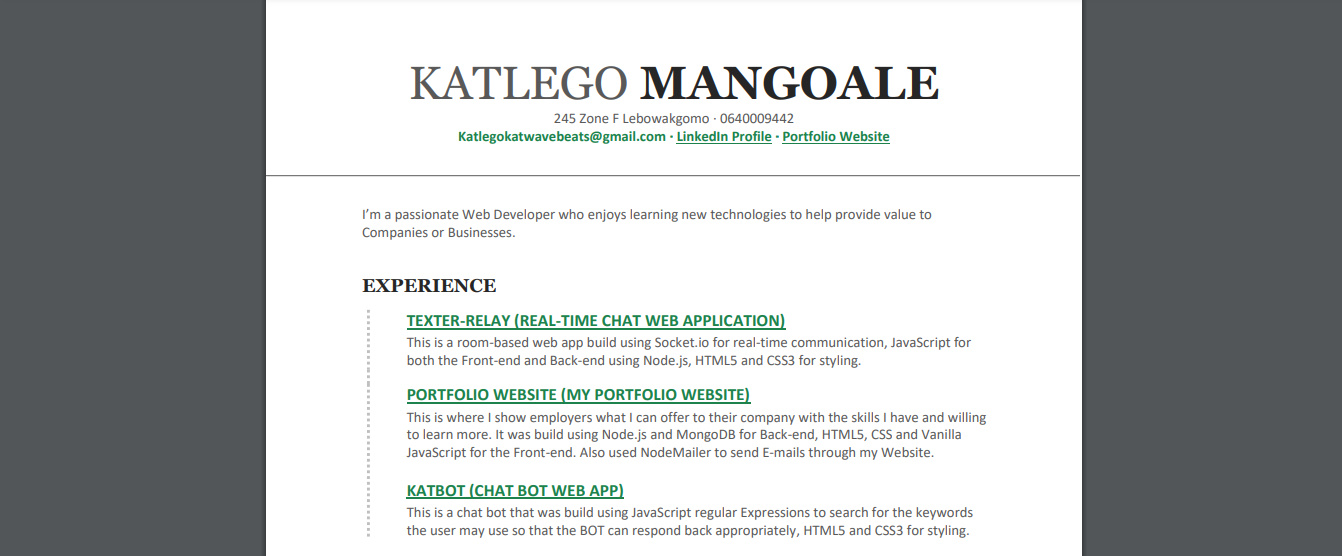 KATLEGO MANGOALE
245 Zone F Lebowakgomo · 0640009442
Katlegokatwavebeats@gmail.com · LinkedIn Profile · Portfolio Website
I’m a passionate Web Developer who enjoys learning new technologies to help provide value to
Companies or Businesses.
EXPERIENCE
TEXTER-RELAY (REAL-TIME CHAT WEB APPLICATION)
This is a room-based web app build using Socket.io for real-time communication, JavaScript for
both the Front-end and Back-end using Node.js, HTML5 and CSS3 for styling.
PORTFOLIO WEBSITE (MY PORTFOLIO WEBSITE)
This is where I show employers what I can offer to their company with the skills I have and willing
to learn more. It was build using Node.js and MongoDB for Back-end, HTML5, CSS and Vanilla
JavaScript for the Front-end. Also used NodeMailer to send E-mails through my Website.
KATBOT (CHAT BOT WEB APP)
This is a chat bot that was build using JavaScript regular Expressions to search for the keywords
the user may use so that the BOT can respond back appropriately, HTML5 and CSS3 for styling.